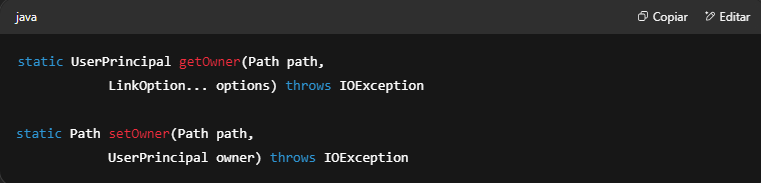 java
Copiar
Editar
static UserPrincipal getOwner(Path path,
LinkOption... options) throws IOException
static Path setOwner(Path path,
UserPrincipal owner) throws IOException